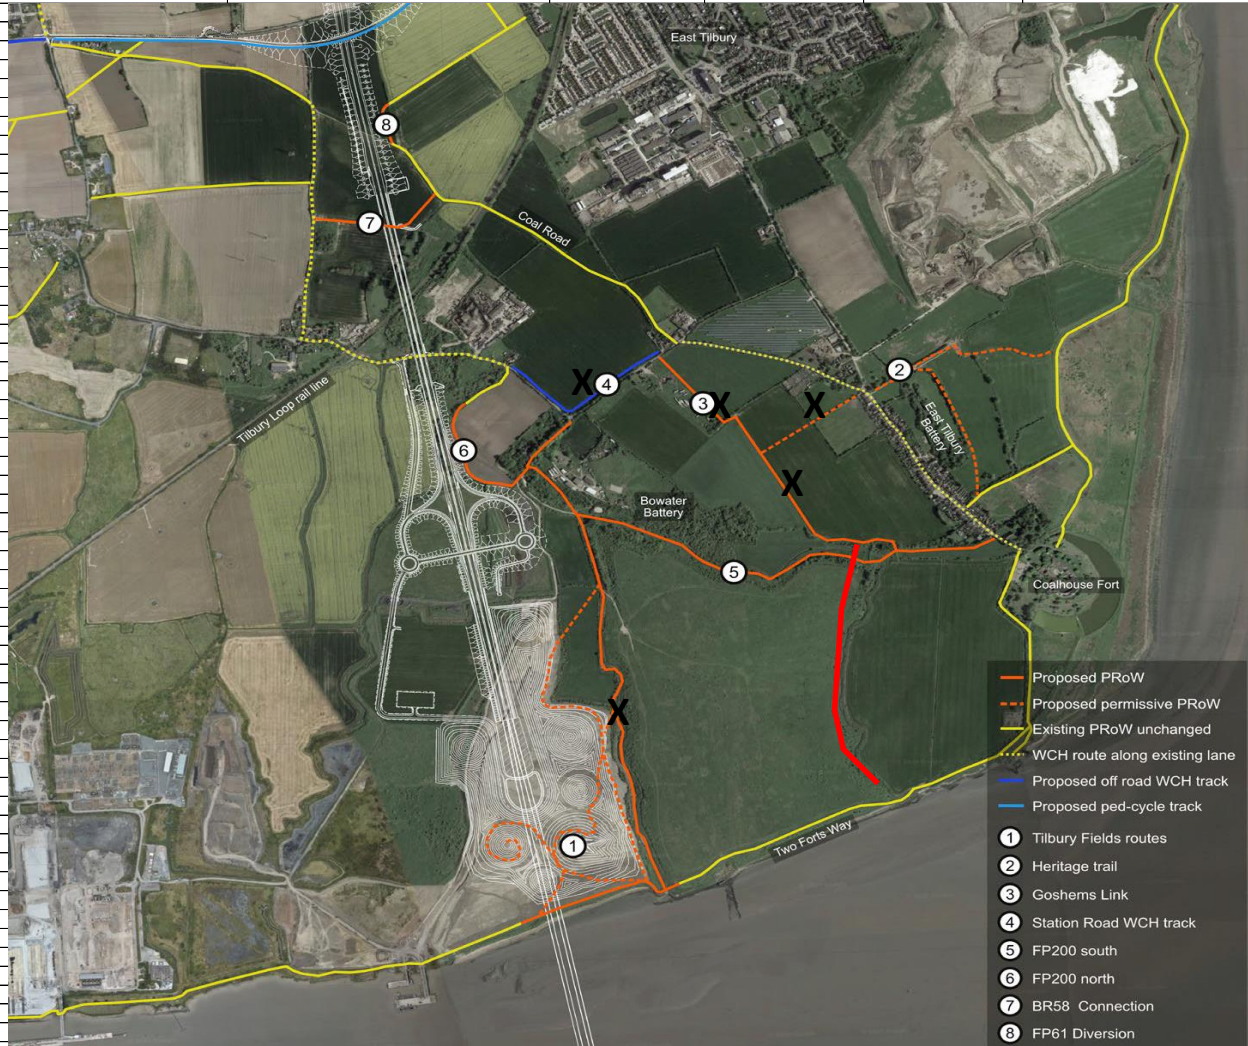 East Tilbury
8
7
Coal Road
2
X
4
3
X
X
East Tilbury
Battery
Tilbury Loop rail line
6
X
Bowater
Battery
5
Coalhouse Fort
X
1
Two Forts Way
Proposed PRoW
Proposed permissive PRoW
Existing PRoW unchanged
WCH route along existing lane
Proposed off road WCH track
Proposed ped-cycle track
1 Tilbury Fields routes
2 Heritage trail
3 Goshems Link
4 Station Road WCH track
5 FP200 south
6 FP200 north
7 BR58 Connection
8 FP61 Diversion